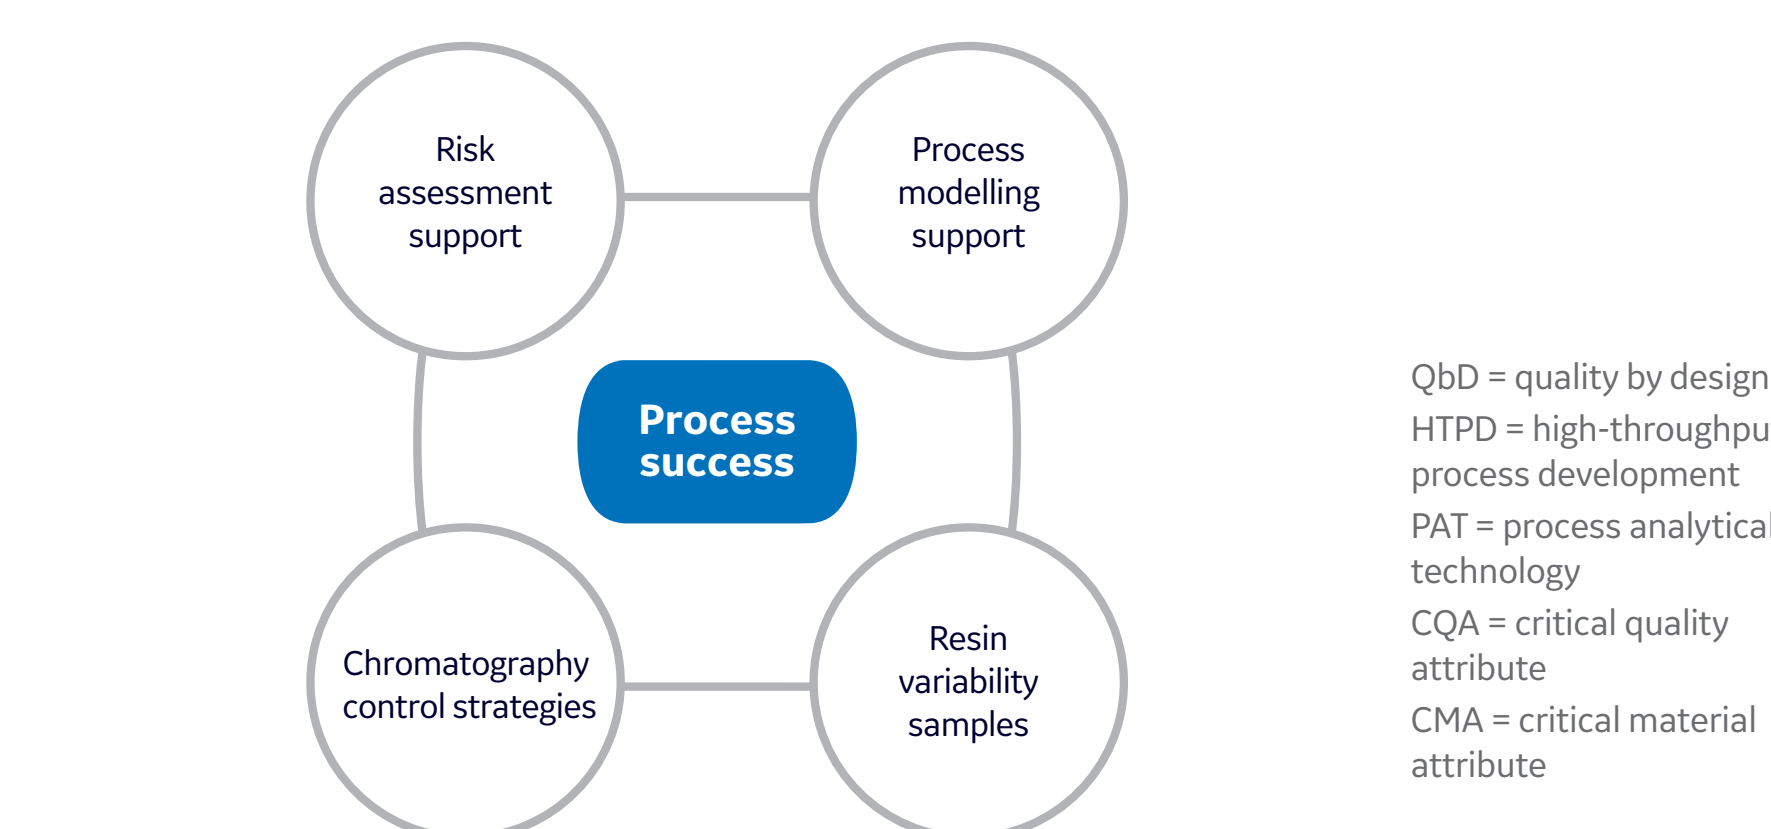 Risk
assessment
support
Process
modelling
support
Process
success
Chromatography
control strategies
Resin
variability
samples
QbD = quality by design
HTPD = high-throughpu
process development
PAT = process analytical
technology
CQA = critical quality
attribute
CMA = critical material
attribute